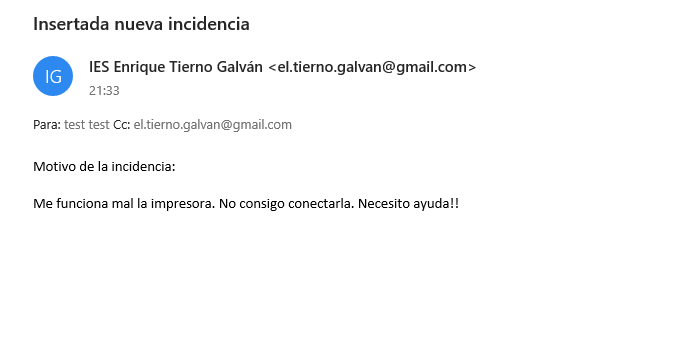 Insertada nueva incidencia
IG
IES Enrique Tierno Galván <el.tierno.galvan@gmail.com>
21:33
Para: test test Cc: el.tierno.galvan@gmail.com
Motivo de la incidencia:
Me funciona mal la impresora. No consigo conectarla. Necesito ayuda!!